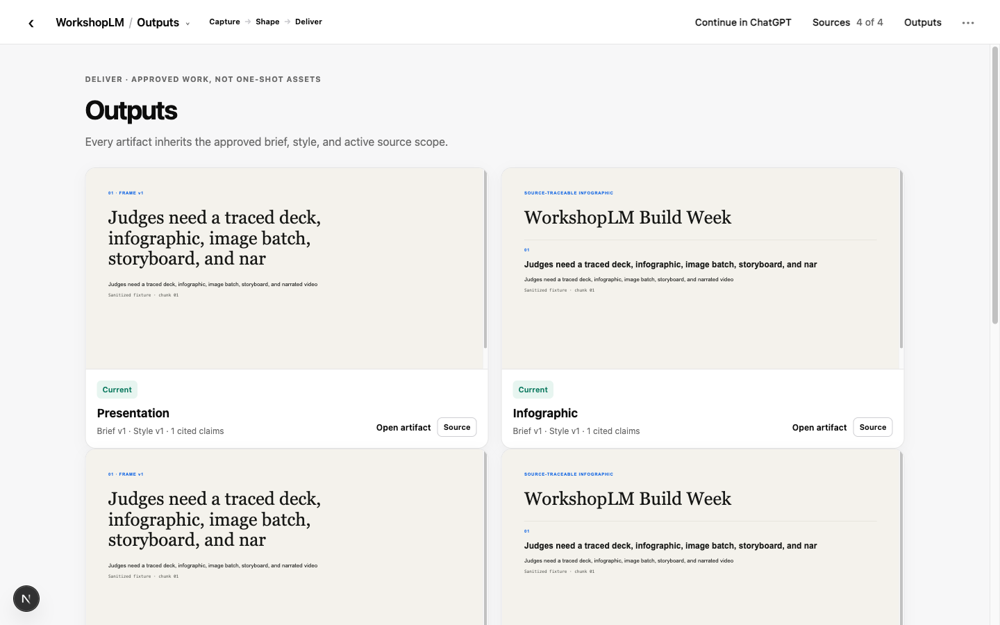 ‹ WorkshopLM / Outputs ⌄ Capture → Shape → Deliver Continue in ChatGPT Sources 4 of 4 Outputs ···
DELIVER · APPROVED WORK, NOT ONE-SHOT ASSETS
Outputs
Every artifact inherits the approved brief, style, and active source scope.
01 · FRAME v1
Judges need a traced deck,
infographic, image batch,
storyboard, and nar
Judges need a traced deck, infographic, image batch, storyboard, and narrated video
Sanitized fixture · chunk 01
Current
Presentation
Brief v1 · Style v1 · 1 cited claims
Open artifact Source
SOURCE-TRACEABLE INFOGRAPHIC
WorkshopLM Build Week
01
Judges need a traced deck, infographic, image batch, storyboard, and nar
Judges need a traced deck, infographic, image batch, storyboard, and narrated video
Sanitized fixture · chunk 01
Current
Infographic
Brief v1 · Style v1 · 1 cited claims
Open artifact Source
01 · FRAME v1
Judges need a traced deck,
infographic, image batch,
storyboard, and nar
Judges need a traced deck, infographic, image batch, storyboard, and narrated video
Sanitized fixture · chunk 01
SOURCE-TRACEABLE INFOGRAPHIC
WorkshopLM Build Week
01
Judges need a traced deck, infographic, image batch, storyboard, and nar
Judges need a traced deck, infographic, image batch, storyboard, and narrated video
Sanitized fixture · chunk 01
N